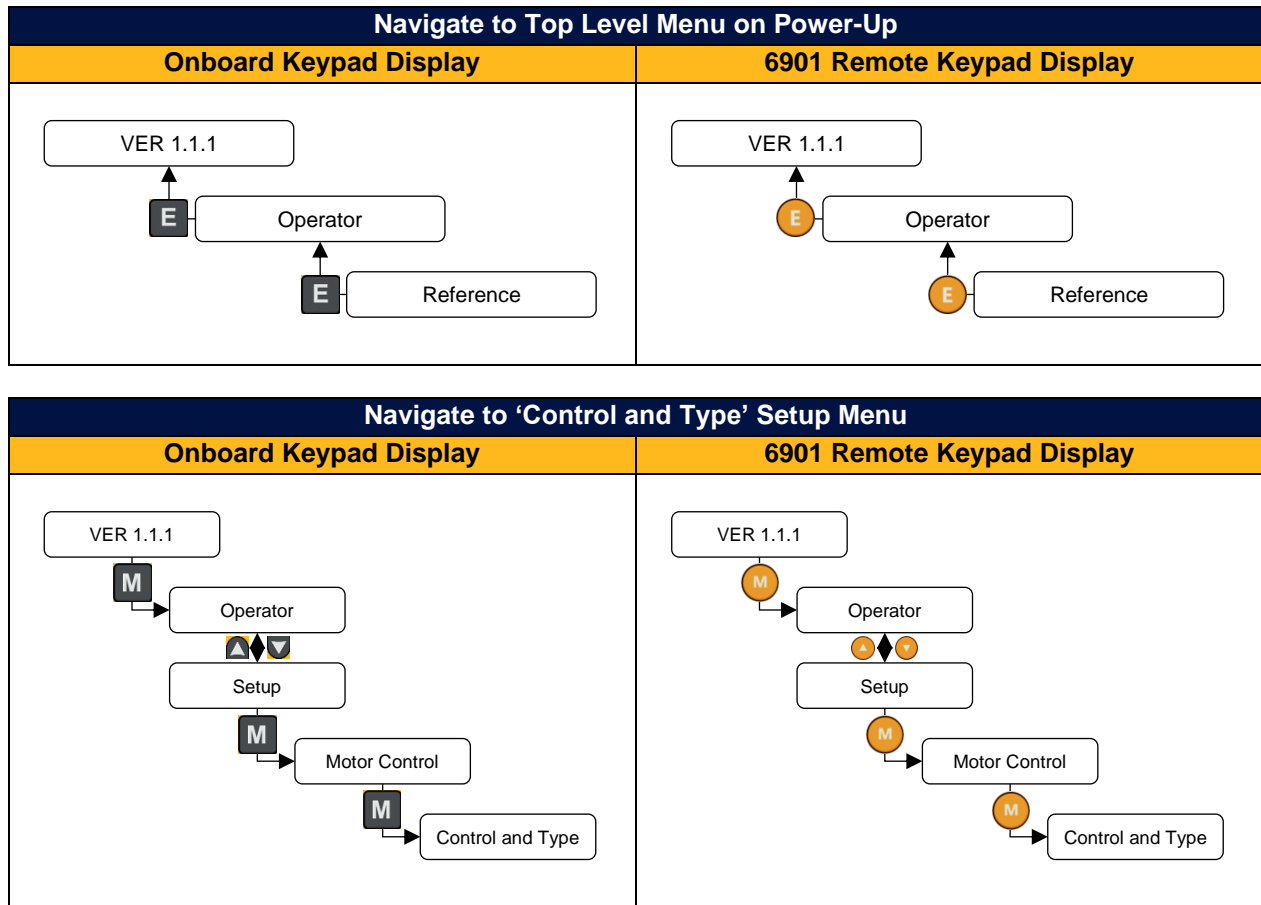 Navigate to Top Level Menu on Power-Up
Onboard Keypad Display
6901 Remote Keypad Display
VER 1.1.1
E
Operator
E
Reference
VER 1.1.1
E
Operator
E
Reference
Navigate to ‘Control and Type’ Setup Menu
Onboard Keypad Display
6901 Remote Keypad Display
VER 1.1.1
M
Operator
Setup
M
Motor Control
M
Control and Type
VER 1.1.1
M
Operator
Setup
M
Motor Control
M
Control and Type